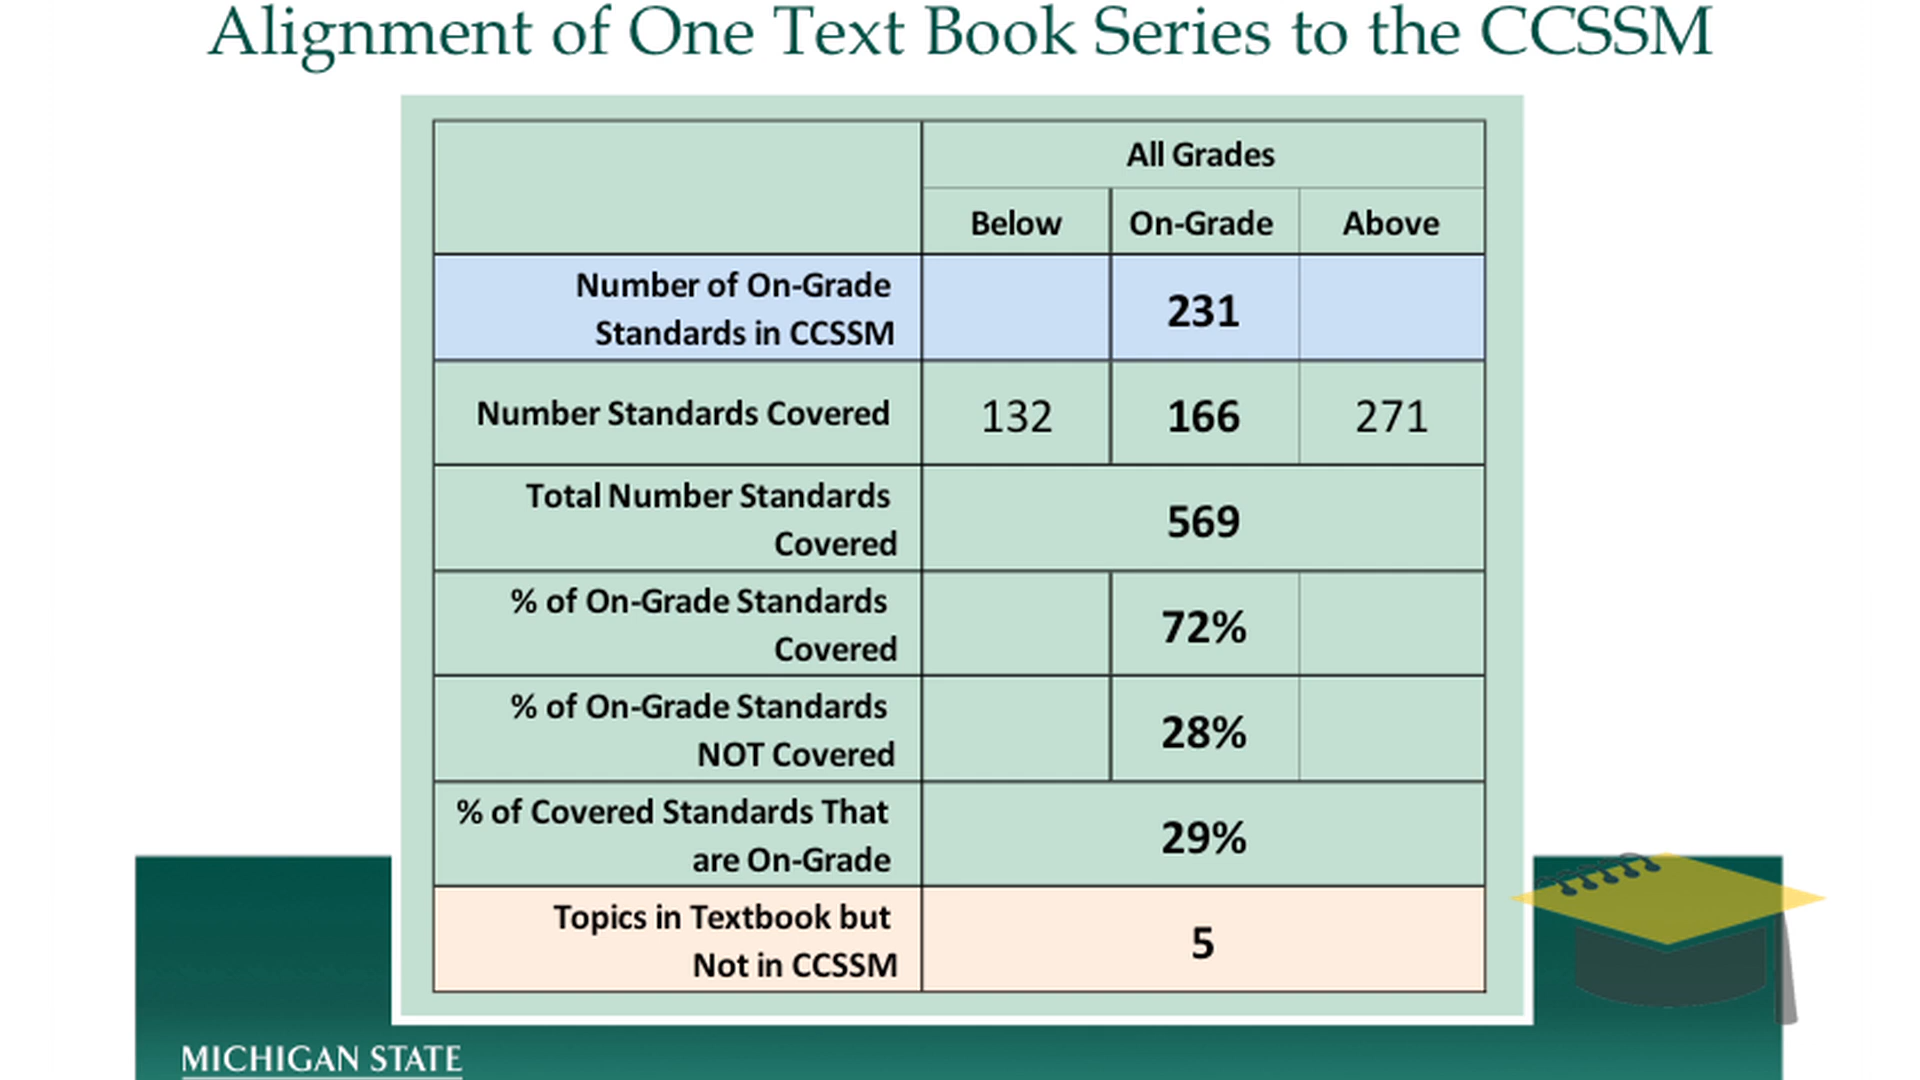 Alignment of One Text Book Series to the CCSSM
All Grades
Below On-Grade Above
Number of On-Grade
Standards in CCSSM
231
Number Standards Covered 132 166 271
Total Number Standards
Covered
569
% of On-Grade Standards
Covered
72%
% of On-Grade Standards
NOT Covered
28%
% of Covered Standards That
are On-Grade
29%
Topics in Textbook but
Not in CCSSM
5
MICHIGAN STATE